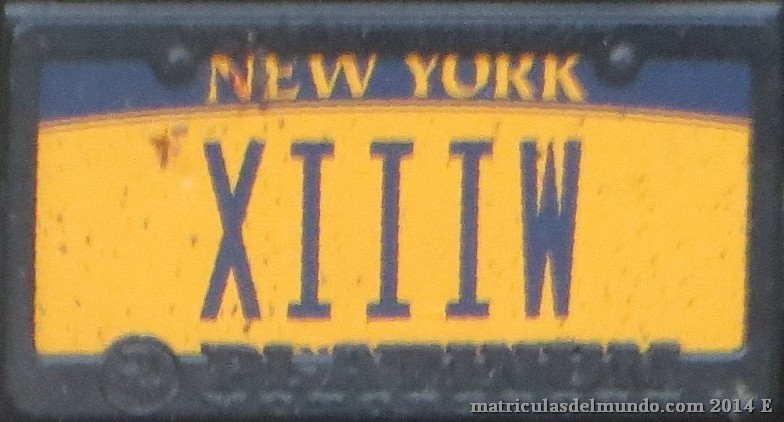 NEW YORK
XIIIW
matriculasdelmundo.com 2014 E